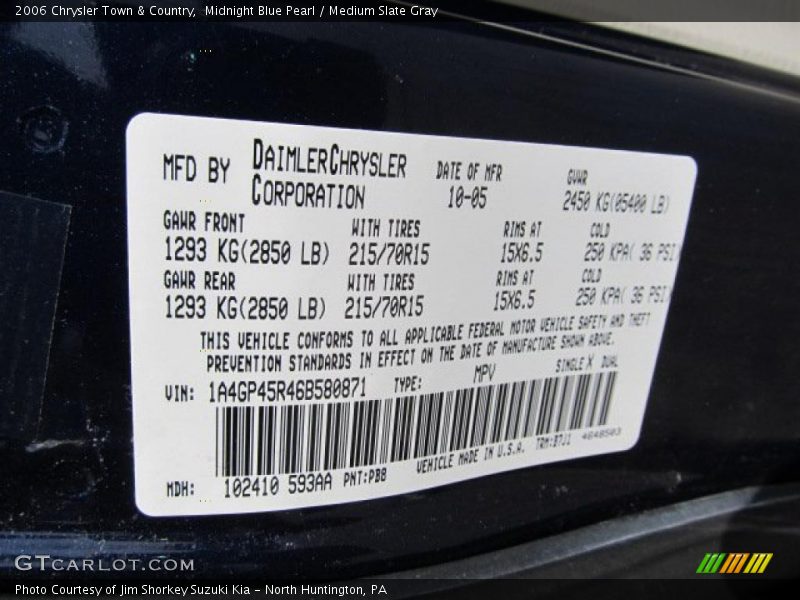 2006 Chrysler Town & Country, Midnight Blue Pearl / Medium Slate Gray
MFD BY DAIMLERCHRYSLER CORPORATION DATE OF MFR 10-05 GVWR 2450 KG(05400 LB)
GAWR FRONT WITH TIRES RIMS AT COLD
1293 KG(2850 LB) 215/70R15 15X6.5 250 KPA( 36 PSI)
GAWR REAR WITH TIRES RIMS AT COLD
1293 KG(2850 LB) 215/70R15 15X6.5 250 KPA( 36 PSI)
THIS VEHICLE CONFORMS TO ALL APPLICABLE FEDERAL MOTOR VEHICLE SAFETY AND THEFT
PREVENTION STANDARDS IN EFFECT ON THE DATE OF MANUFACTURE SHOWN ABOVE.
VIN: 1A4GP45R46B580871 TYPE: MPV SINGLE X DUAL
MDH: 102410 593AA PNT:PB8 VEHICLE MADE IN U.S.A. TRM:B7J1 4648503
GTCARLOT.COM
Photo Courtesy of Jim Shorkey Suzuki Kia - North Huntington, PA